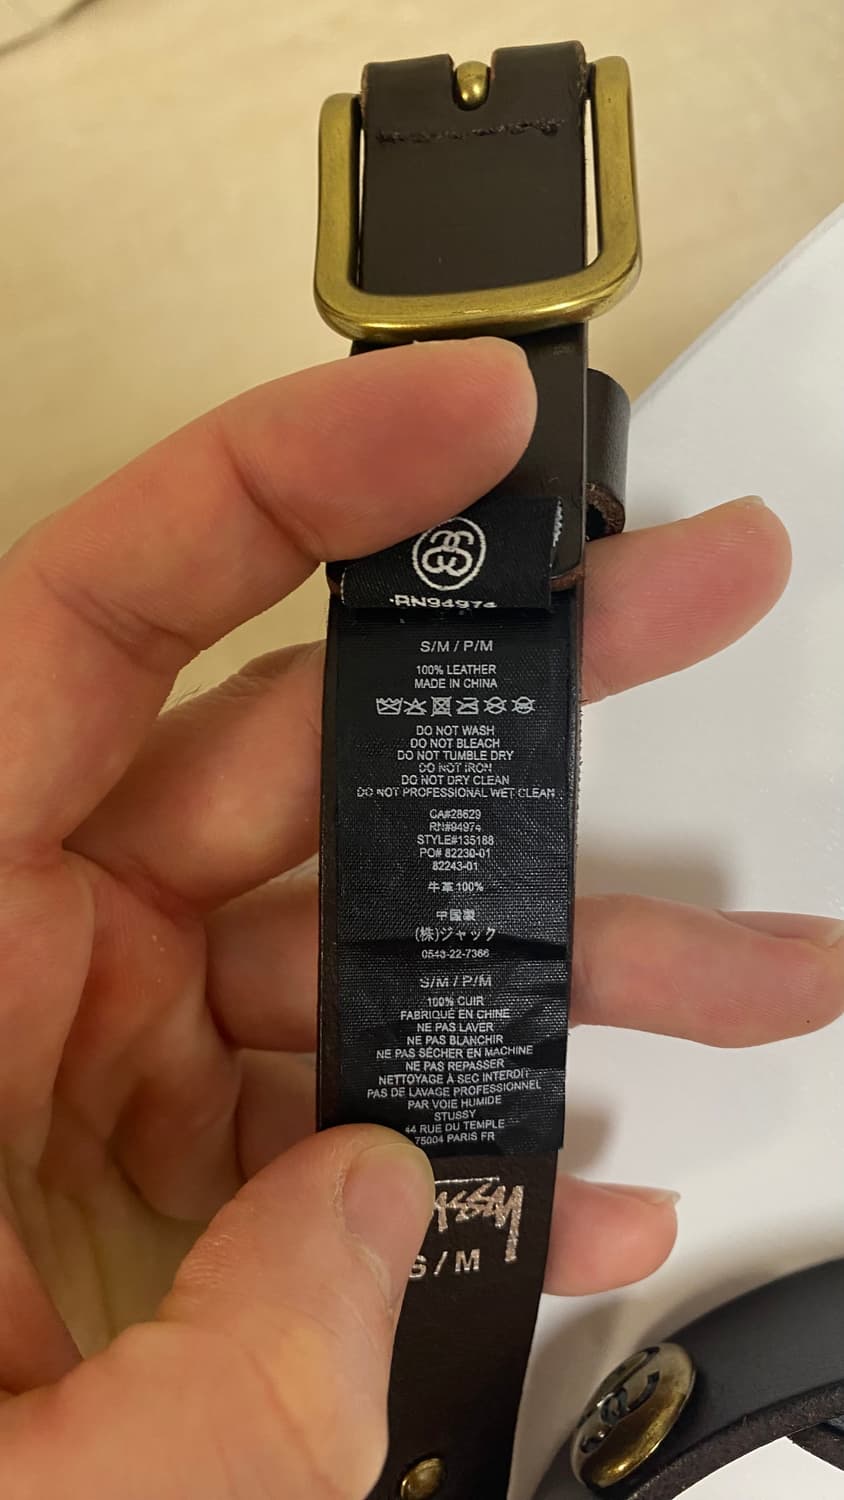 RN94974
S/M / P/M
100% LEATHER
MADE IN CHINA
DO NOT WASH
DO NOT BLEACH
DO NOT TUMBLE DRY
DO NOT IRON
DO NOT DRY CLEAN
DO NOT PROFESSIONAL WET CLEAN
CA#28629
RN#94974
STYLE#135188
PO# 82230-01
82243-01
牛革 100%
中国製
(株)ジャック
0543-22-7366
S/M / P/M
100% CUIR
FABRIQUÉ EN CHINE
NE PAS LAVER
NE PAS BLANCHIR
NE PAS SÉCHER EN MACHINE
NE PAS REPASSER
NETTOYAGE À SEC INTERDIT
PAS DE LAVAGE PROFESSIONNEL
PAR VOIE HUMIDE
STUSSY
44 RUE DU TEMPLE
75004 PARIS FR
S/M